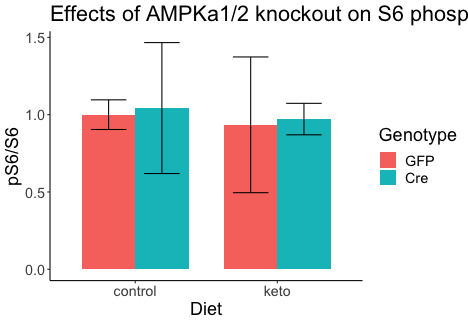 Effects of AMPKa1/2 knockout on S6 phosp
1.5
1.0
0.5
0.0
pS6/S6
control
keto
Diet
Genotype
GFP
Cre